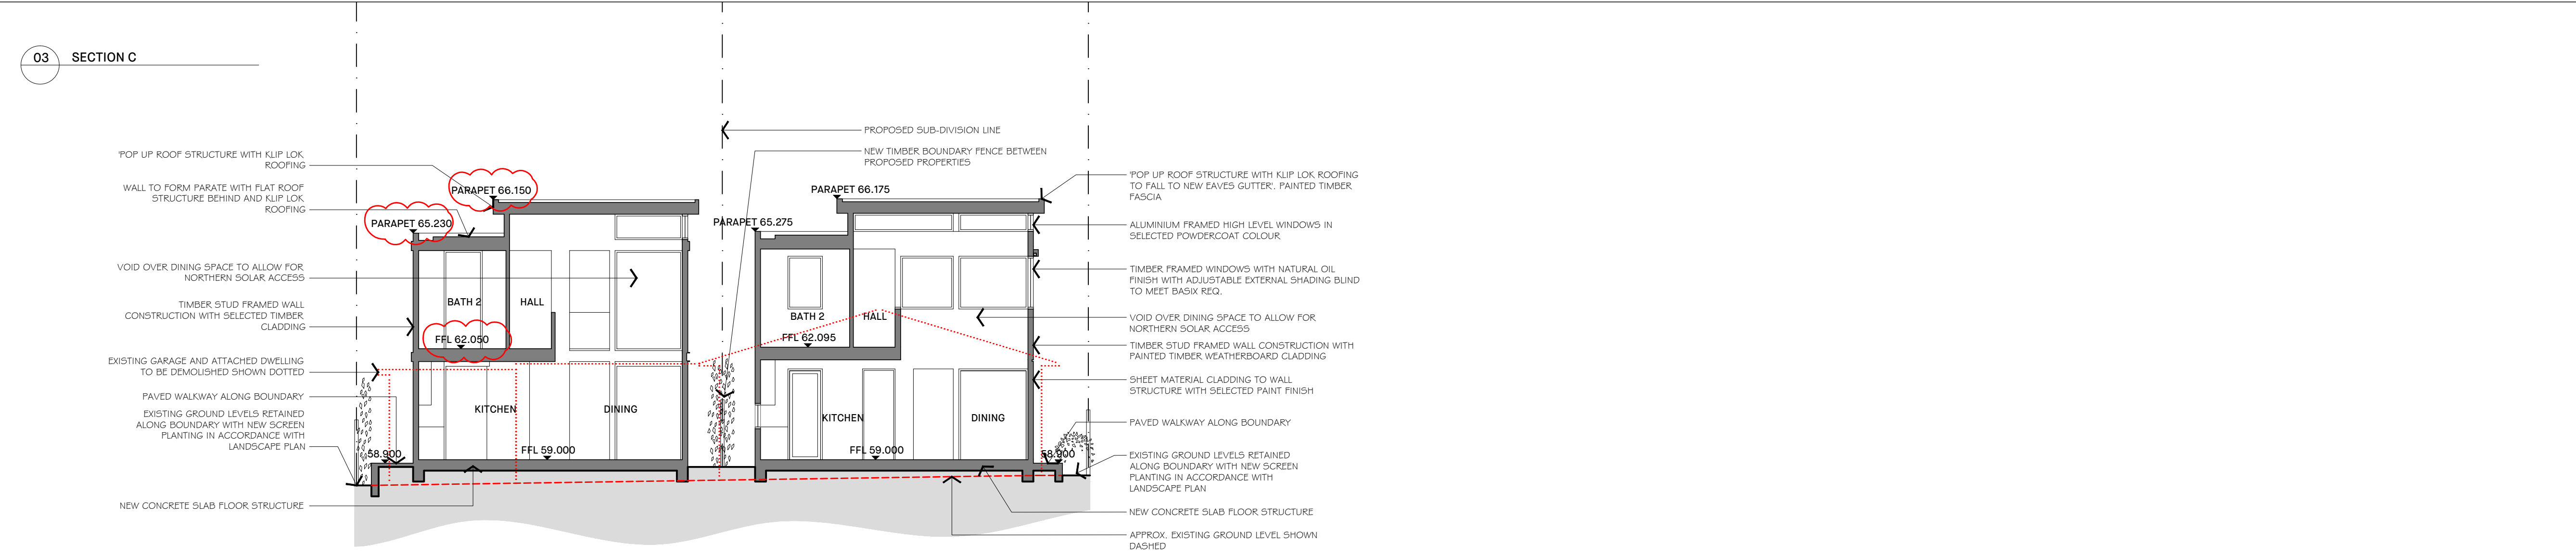 03 SECTION C
'POP UP ROOF STRUCTURE WITH KLIP LOK
ROOFING
WALL TO FORM PARATE WITH FLAT ROOF
STRUCTURE BEHIND AND KLIP LOK
ROOFING
VOID OVER DINING SPACE TO ALLOW FOR
NORTHERN SOLAR ACCESS
TIMBER STUD FRAMED WALL
CONSTRUCTION WITH SELECTED TIMBER
CLADDING
EXISTING GARAGE AND ATTACHED DWELLING
TO BE DEMOLISHED SHOWN DOTTED
PAVED WALKWAY ALONG BOUNDARY
EXISTING GROUND LEVELS RETAINED
ALONG BOUNDARY WITH NEW SCREEN
PLANTING IN ACCORDANCE WITH
LANDSCAPE PLAN
NEW CONCRETE SLAB FLOOR STRUCTURE
PARAPET 66.150
PARAPET 65.230
BATH 2
HALL
FFL 62.050
KITCHEN
DINING
FFL 59.000
58.900
PROPOSED SUB-DIVISION LINE
NEW TIMBER BOUNDARY FENCE BETWEEN
PROPOSED PROPERTIES
PARAPET 66.175
PARAPET 65.275
BATH 2
HALL
FFL 62.095
KITCHEN
DINING
FFL 59.000
58.900
'POP UP ROOF STRUCTURE WITH KLIP LOK ROOFING
TO FALL TO NEW EAVES GUTTER'. PAINTED TIMBER
FASCIA
ALUMINIUM FRAMED HIGH LEVEL WINDOWS IN
SELECTED POWDERCOAT COLOUR
TIMBER FRAMED WINDOWS WITH NATURAL OIL
FINISH WITH ADJUSTABLE EXTERNAL SHADING BLIND
TO MEET BASIX REQ.
VOID OVER DINING SPACE TO ALLOW FOR
NORTHERN SOLAR ACCESS
TIMBER STUD FRAMED WALL CONSTRUCTION WITH
PAINTED TIMBER WEATHERBOARD CLADDING
SHEET MATERIAL CLADDING TO WALL
STRUCTURE WITH SELECTED PAINT FINISH
PAVED WALKWAY ALONG BOUNDARY
EXISTING GROUND LEVELS RETAINED
ALONG BOUNDARY WITH NEW SCREEN
PLANTING IN ACCORDANCE WITH
LANDSCAPE PLAN
NEW CONCRETE SLAB FLOOR STRUCTURE
APPROX. EXISTING GROUND LEVEL SHOWN
DASHED